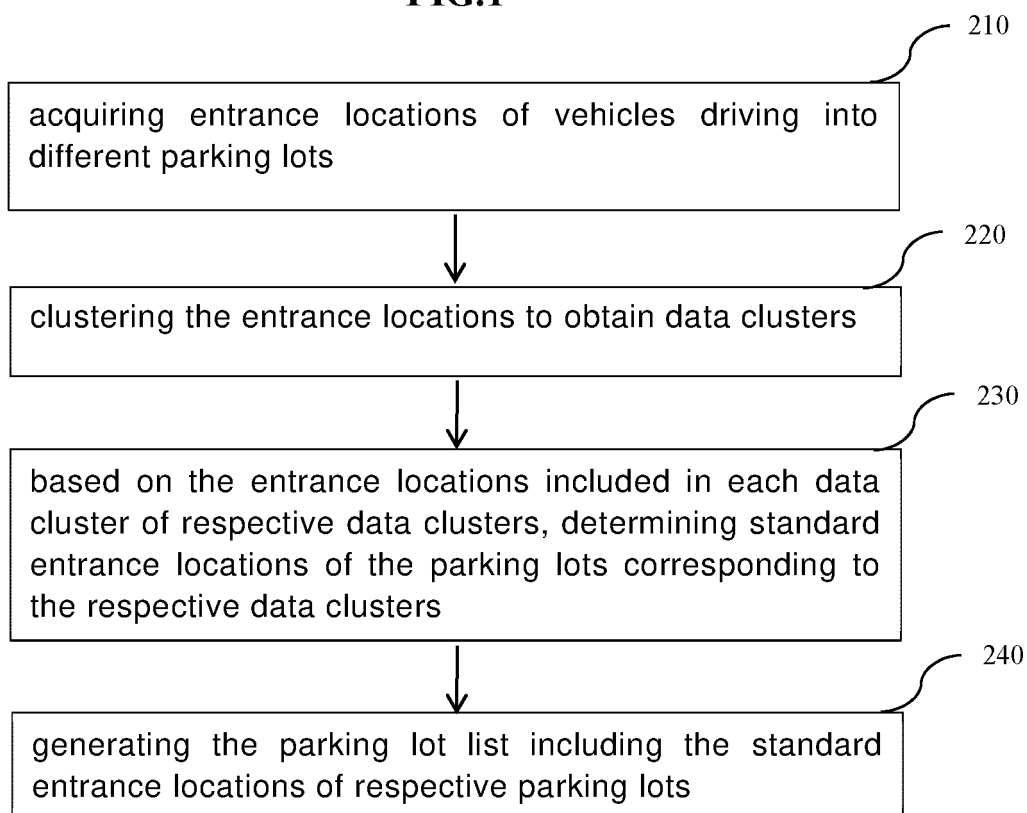 FIG.1
210
acquiring entrance locations of vehicles driving into
different parking lots
220
clustering the entrance locations to obtain data clusters
230
based on the entrance locations included in each data
cluster of respective data clusters, determining standard
entrance locations of the parking lots corresponding to
the respective data clusters
240
generating the parking lot list including the standard
entrance locations of respective parking lots